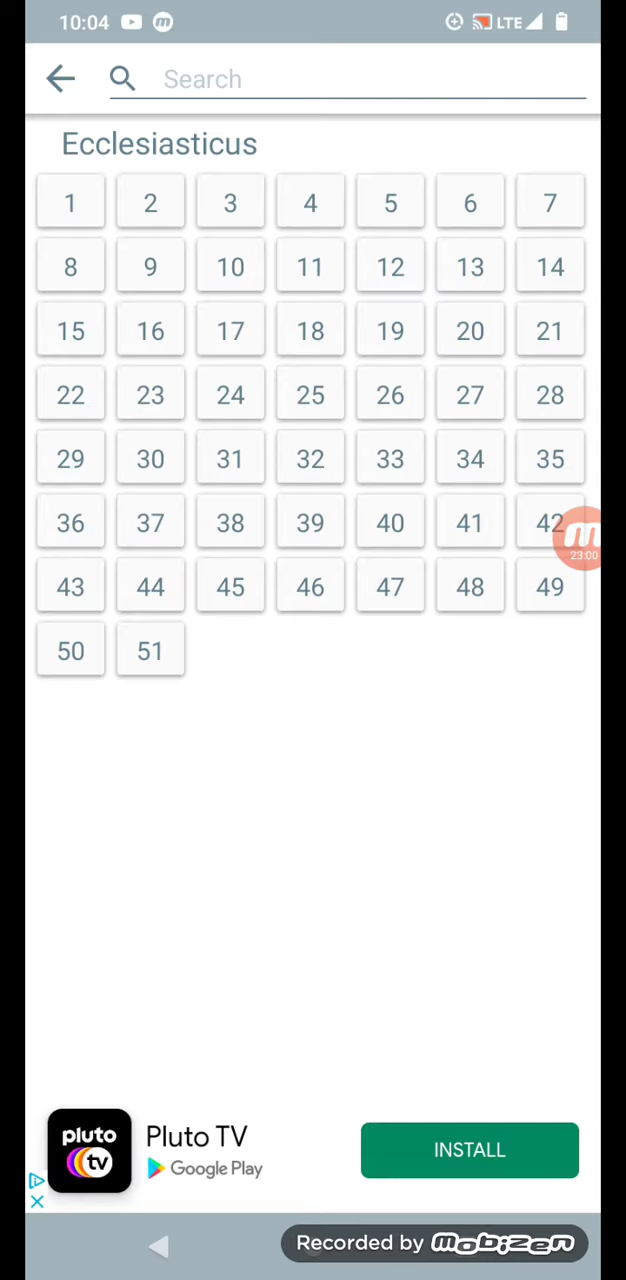 10:04 LTE
Search
Ecclesiasticus
1 2 3 4 5 6 7
8 9 10 11 12 13 14
15 16 17 18 19 20 21
22 23 24 25 26 27 28
29 30 31 32 33 34 35
36 37 38 39 40 41 42
23:00
43 44 45 46 47 48 49
50 51
pluto tv
Pluto TV
Google Play
INSTALL
Recorded by mobizen